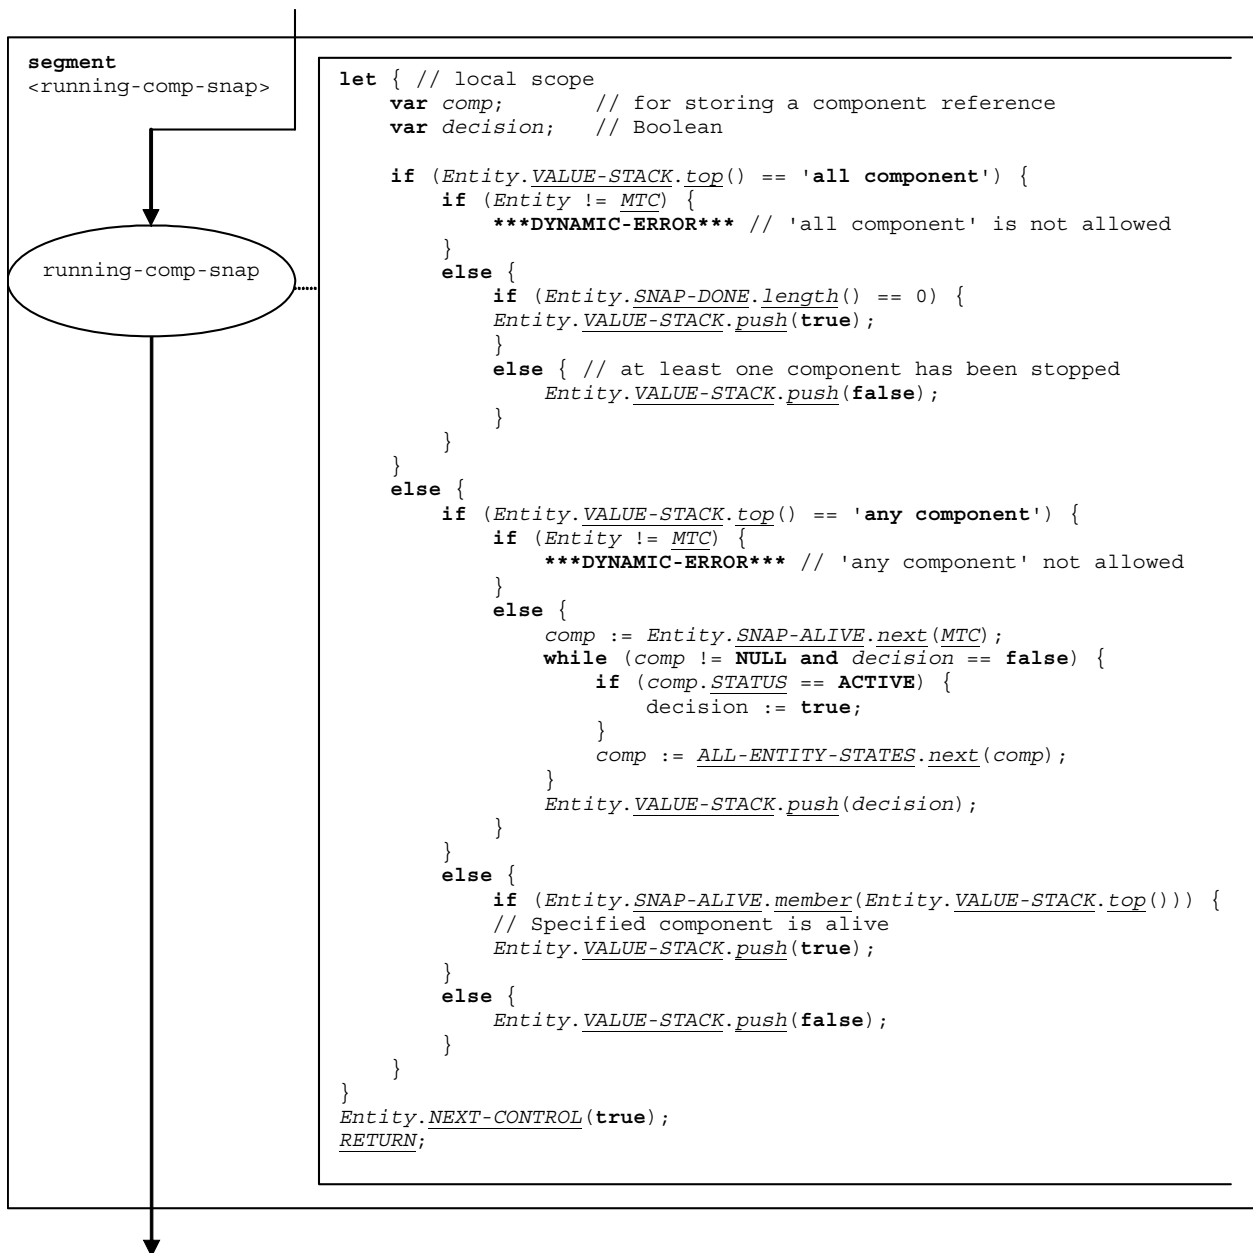 segment
<running-comp-snap>
running-comp-snap
let { // local scope
    var comp;       // for storing a component reference
    var decision;   // Boolean
    if (Entity.VALUE-STACK.top() == 'all component') {
        if (Entity != MTC) {
            ***DYNAMIC-ERROR*** // 'all component' is not allowed
        }
        else {
            if (Entity.SNAP-DONE.length() == 0) {
            Entity.VALUE-STACK.push(true);
            }
            else { // at least one component has been stopped
                Entity.VALUE-STACK.push(false);
            }
        }
    }
    else {
        if (Entity.VALUE-STACK.top() == 'any component') {
            if (Entity != MTC) {
                ***DYNAMIC-ERROR*** // 'any component' not allowed
            }
            else {
                comp := Entity.SNAP-ALIVE.next(MTC);
                while (comp != NULL and decision == false) {
                    if (comp.STATUS == ACTIVE) {
                        decision := true;
                    }
                    comp := ALL-ENTITY-STATES.next(comp);
                }
                Entity.VALUE-STACK.push(decision);
            }
        }
        else {
            if (Entity.SNAP-ALIVE.member(Entity.VALUE-STACK.top())) {
            // Specified component is alive
            Entity.VALUE-STACK.push(true);
        }
        else {
            Entity.VALUE-STACK.push(false);
        }
    }
}
Entity.NEXT-CONTROL(true);
RETURN;